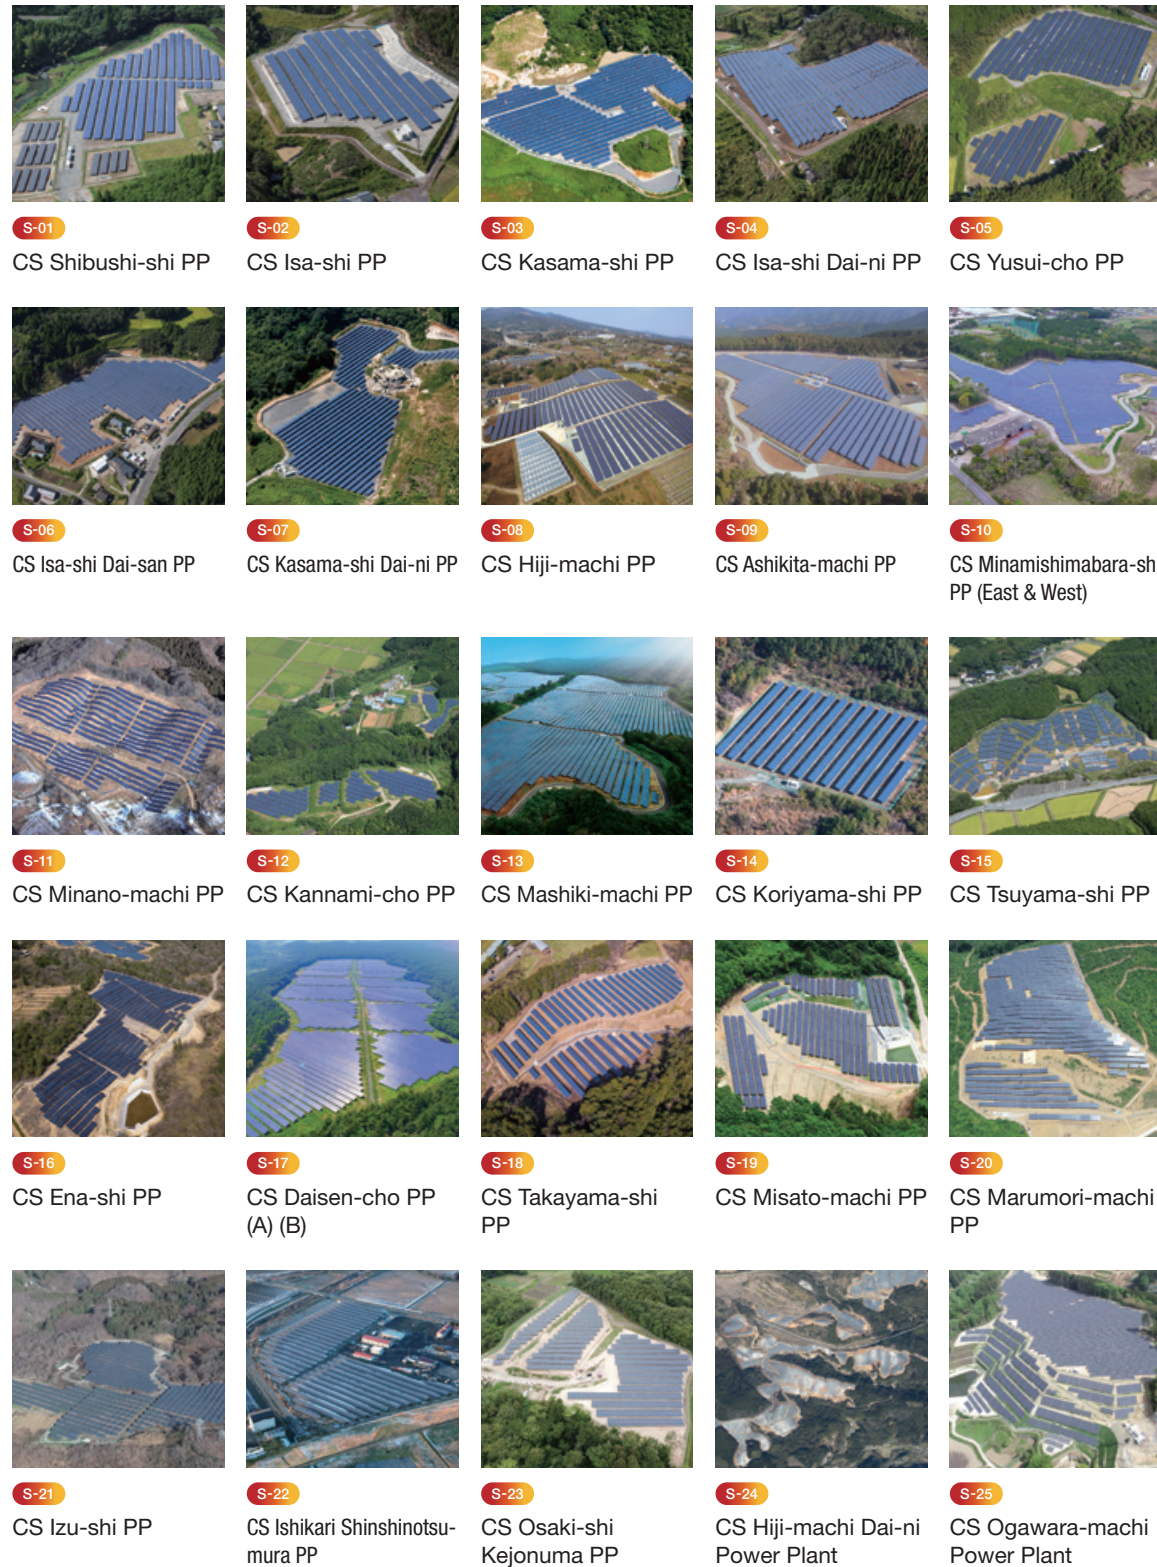 S-01
CS Shibushi-shi PP
S-02
CS Isa-shi PP
S-03
CS Kasama-shi PP
S-04
CS Isa-shi Dai-ni PP
S-05
CS Yusui-cho PP
S-06
CS Isa-shi Dai-san PP
S-07
CS Kasama-shi Dai-ni PP
S-08
CS Hiji-machi PP
S-09
CS Ashikita-machi PP
S-10
CS Minamishimabara-sh
PP (East & West)
S-11
CS Minano-machi PP
S-12
CS Kannami-cho PP
S-13
CS Mashiki-machi PP
S-14
CS Koriyama-shi PP
S-15
CS Tsuyama-shi PP
S-16
CS Ena-shi PP
S-17
CS Daisen-cho PP
(A) (B)
S-18
CS Takayama-shi
PP
S-19
CS Misato-machi PP
S-20
CS Marumori-machi
PP
S-21
CS Izu-shi PP
S-22
CS Ishikari Shinshinotsu-
mura PP
S-23
CS Osaki-shi
Kejonuma PP
S-24
CS Hiji-machi Dai-ni
Power Plant
S-25
CS Ogawara-machi
Power Plant